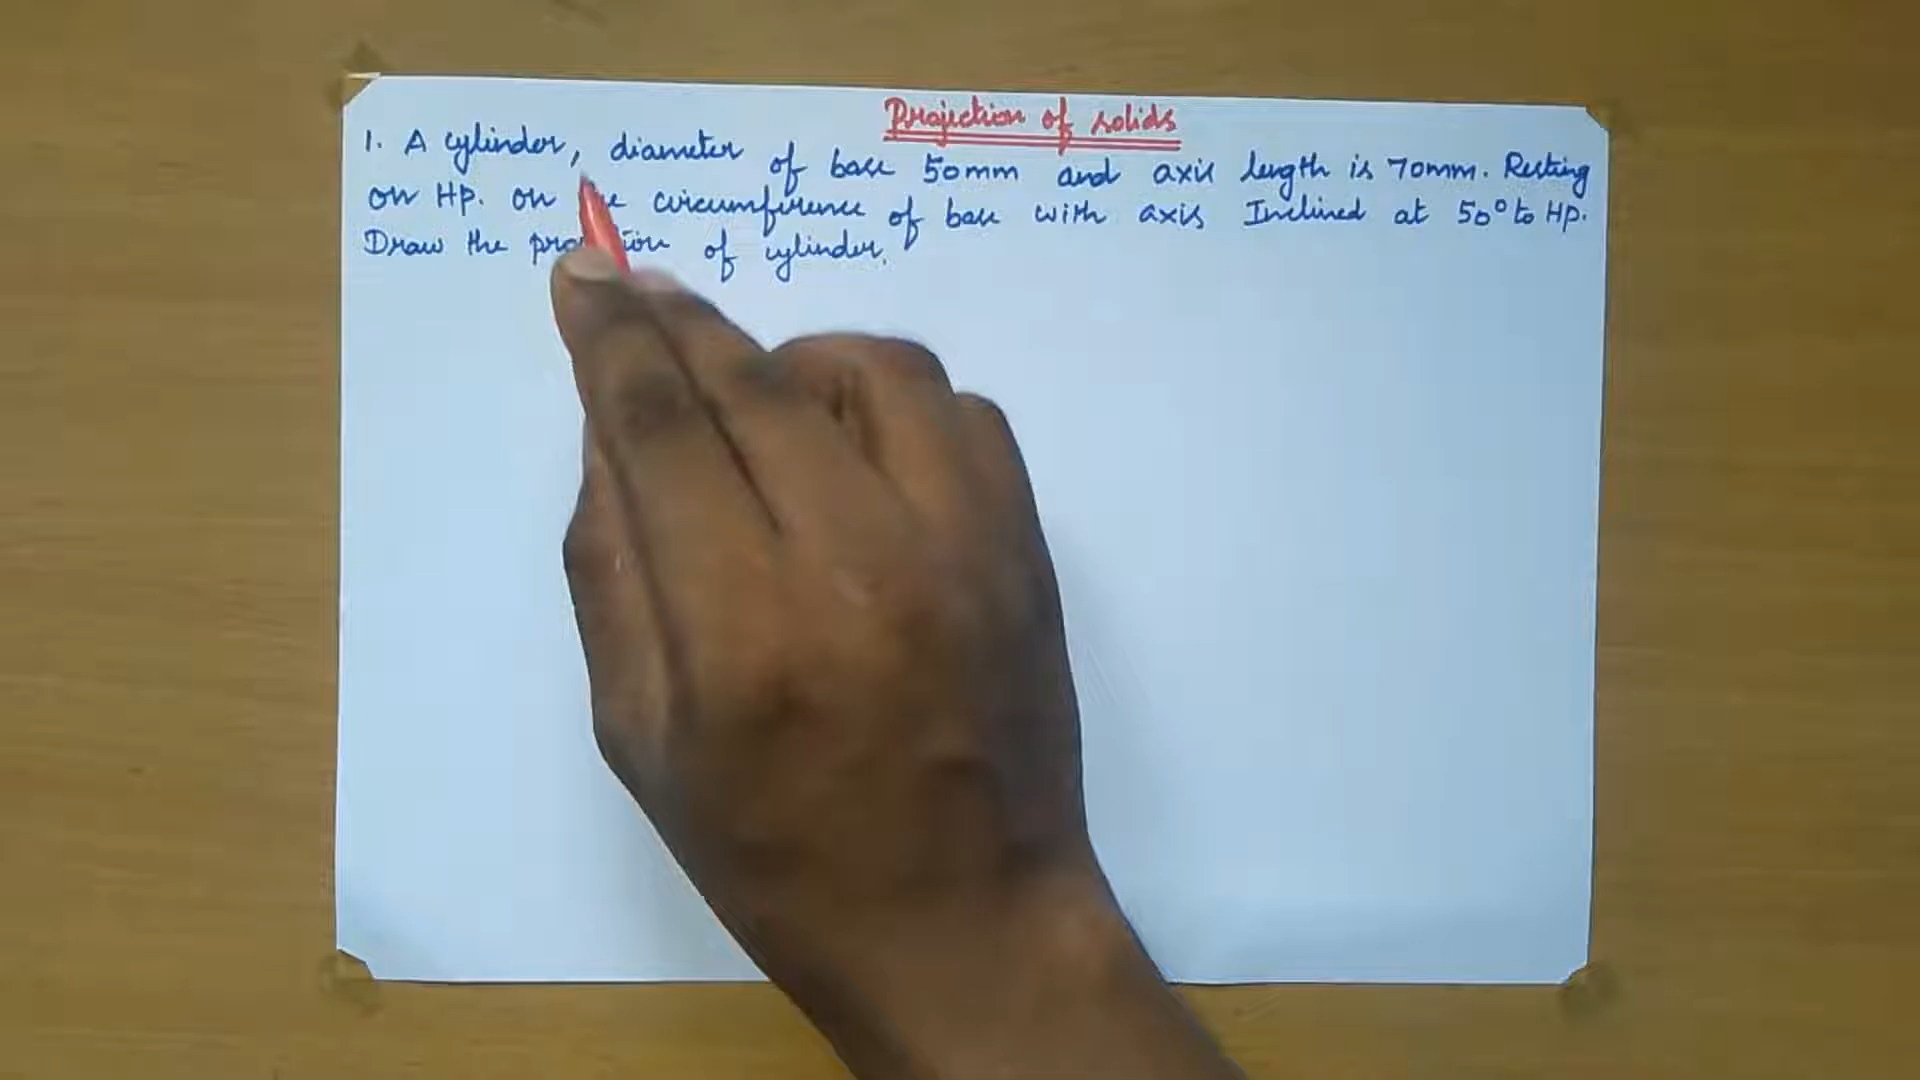 Projection of solids
1. A cylinder, diameter of base 50mm and axis length is 70mm. Resting
on HP. on circumference of base with axis Inclined at 50° to HP.
Draw the of cylinder.